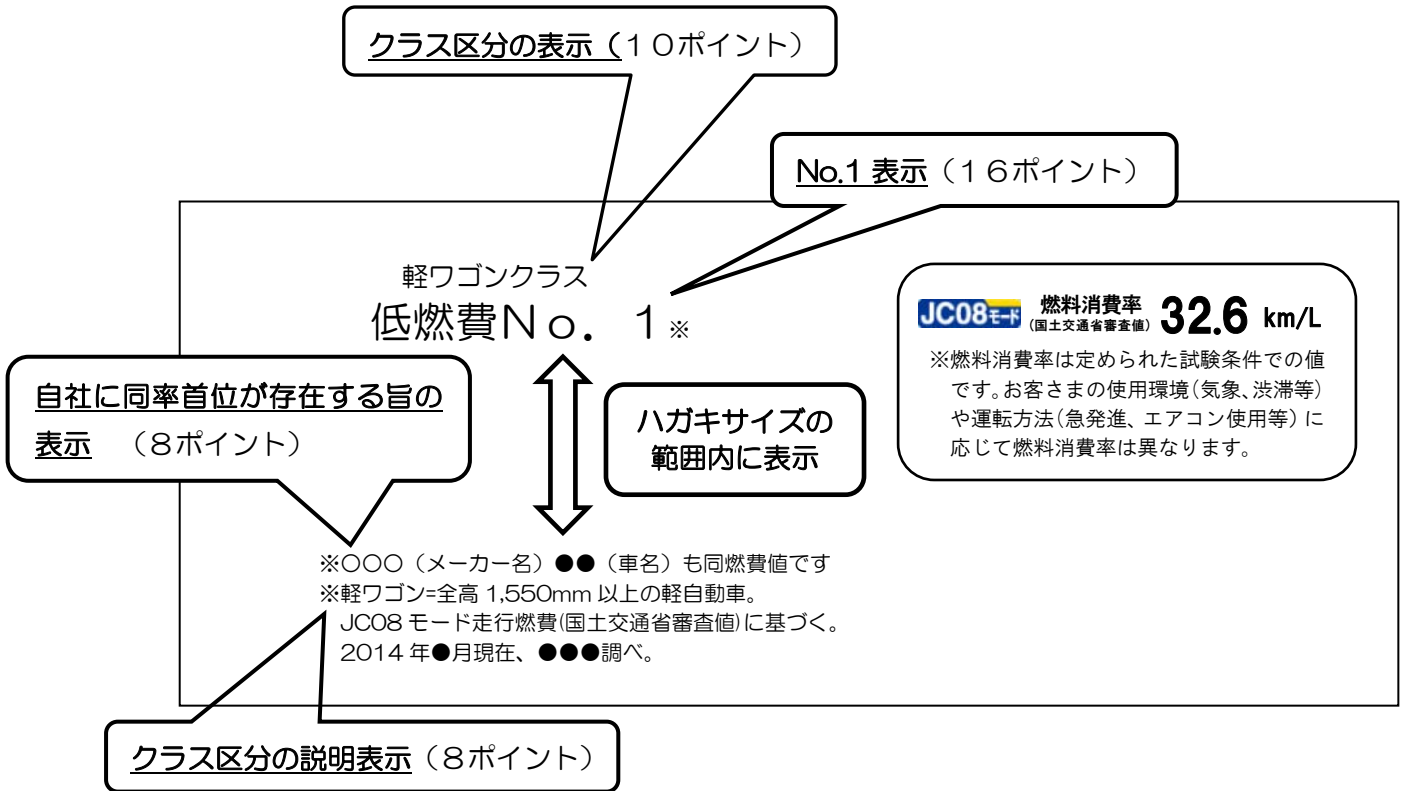 クラス区分の表示（１０ポイント）
No.1 表示（１６ポイント）
軽ワゴンクラス
低燃費Ｎｏ．１※
JC08モード 燃料消費率 32.6 km/L
（国土交通省審査値）
※燃料消費率は定められた試験条件での値
です。お客さまの使用環境（気象、渋滞等）
や運転方法（急発進、エアコン使用等）に
応じて燃料消費率は異なります。
自社に同率首位が存在する旨の
表示　（８ポイント）
ハガキサイズの
範囲内に表示
※○○○（メーカー名）●●（車名）も同燃費値です
※軽ワゴン=全高 1,550mm 以上の軽自動車。
JC08 モード走行燃費(国土交通省審査値)に基づく。
2014 年●月現在、●●●調べ。
クラス区分の説明表示（８ポイント）